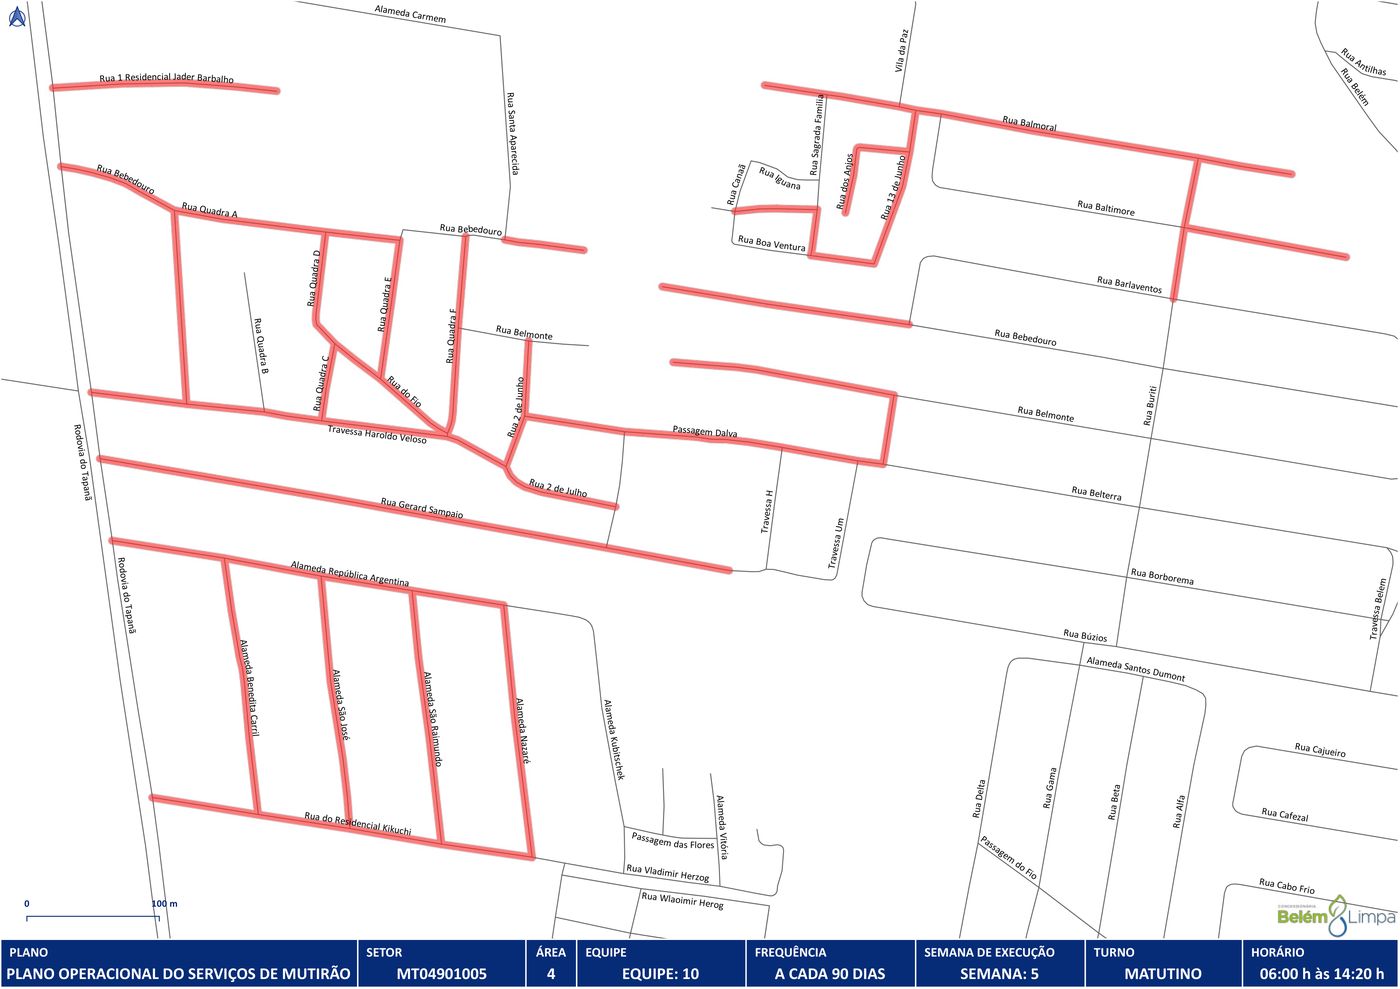 Alameda Carmem
Rua Antilhas
Rua Belém
Vila da Paz
Rua 1 Residencial Jader Barbalho
Rua Santa Aparecida
Rua Sagrada Família
Rua Balmoral
Rua Bebedouro
Rua Canaã
Rua Iguana
Rua dos Anjos
Rua 13 de Junho
Rua Quadra A
Rua Baltimore
Rua Bebedouro
Rua Boa Ventura
Rua Quadra D
Rua Quadra E
Rua Barlaventos
Rua Quadra F
Rua Belmonte
Rua Bebedouro
Rua Quadra B
Rua Quadra C
Rua do Fio
Rua 2 de Junho
Rua Buriti
Rua Belmonte
Travessa Haroldo Veloso
Passagem Dalva
Rodovia do Tapanã
Rua 2 de Julho
Rua Belterra
Rua Gerard Sampaio
Travessa H
Travessa Um
Rodovia do Tapanã
Alameda República Argentina
Rua Borborema
Travessa Belem
Rua Búzios
Alameda Santos Dumont
Alameda Benedita Carril
Alameda São José
Alameda São Raimundo
Alameda Nazaré
Alameda Kubitschek
Rua Cajueiro
Rua Delta
Rua Gama
Rua Beta
Rua Alfa
Rua do Residencial Kikuchi
Passagem das Flores
Alameda Vitória
Rua Cafezal
Passagem do Fio
Rua Vladimir Herzog
Rua Wlaoimir Herog
Rua Cabo Frio
0 100 m
CONCESSIONÁRIA
Belém Limpa
PLANO
PLANO OPERACIONAL DO SERVIÇOS DE MUTIRÃO
SETOR
MT04901005
ÁREA
4
EQUIPE
EQUIPE: 10
FREQUÊNCIA
A CADA 90 DIAS
SEMANA DE EXECUÇÃO
SEMANA: 5
TURNO
MATUTINO
HORÁRIO
06:00 h às 14:20 h